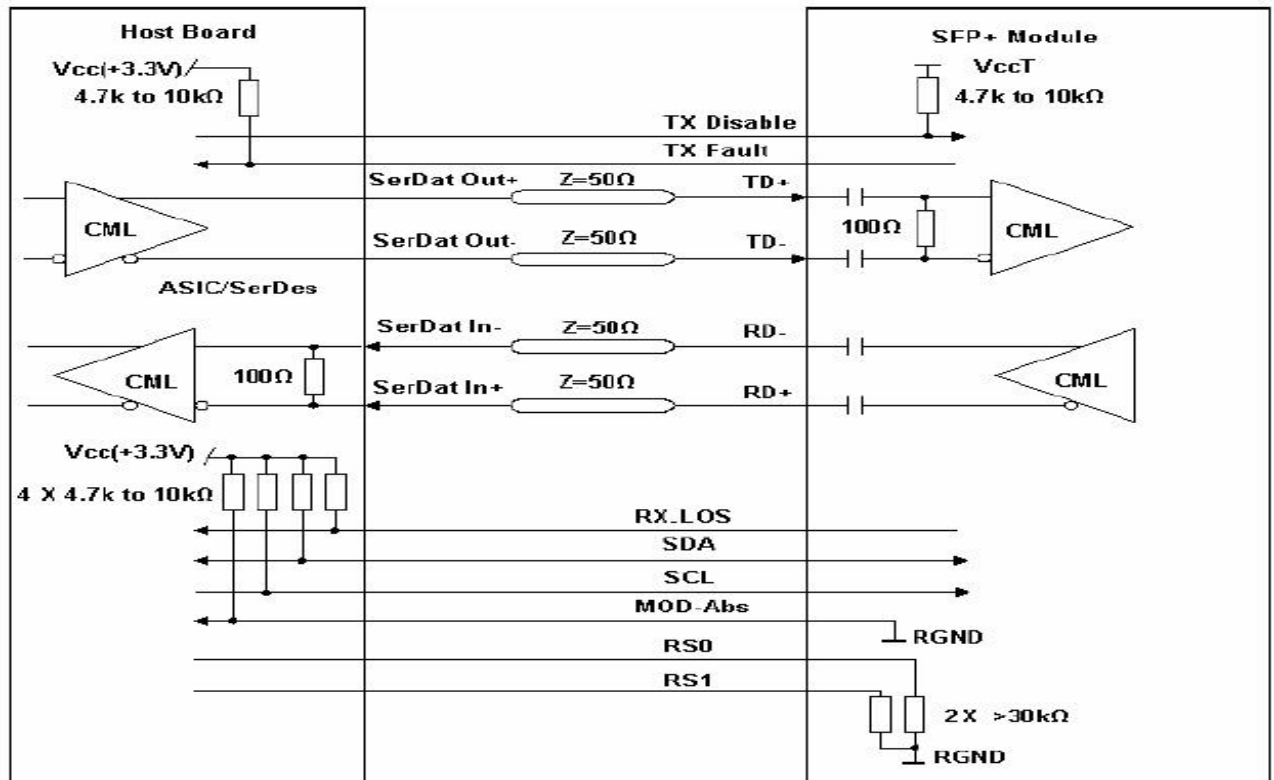 Host Board
SFP+ Module
Vcc(+3.3V)
VccT
4.7k to 10kΩ
4.7k to 10kΩ
TX Disable
TX Fault
SerDat Out+
Z=50Ω
TD+
CML
100Ω
CML
SerDat Out-
Z=50Ω
TD-
ASIC/SerDes
SerDat In-
Z=50Ω
RD-
CML
100Ω
CML
SerDat In+
Z=50Ω
RD+
Vcc(+3.3V)
4 X 4.7k to 10kΩ
RX_LOS
SDA
SCL
MOD-Abs
RGND
RS0
RS1
2X >30kΩ
RGND